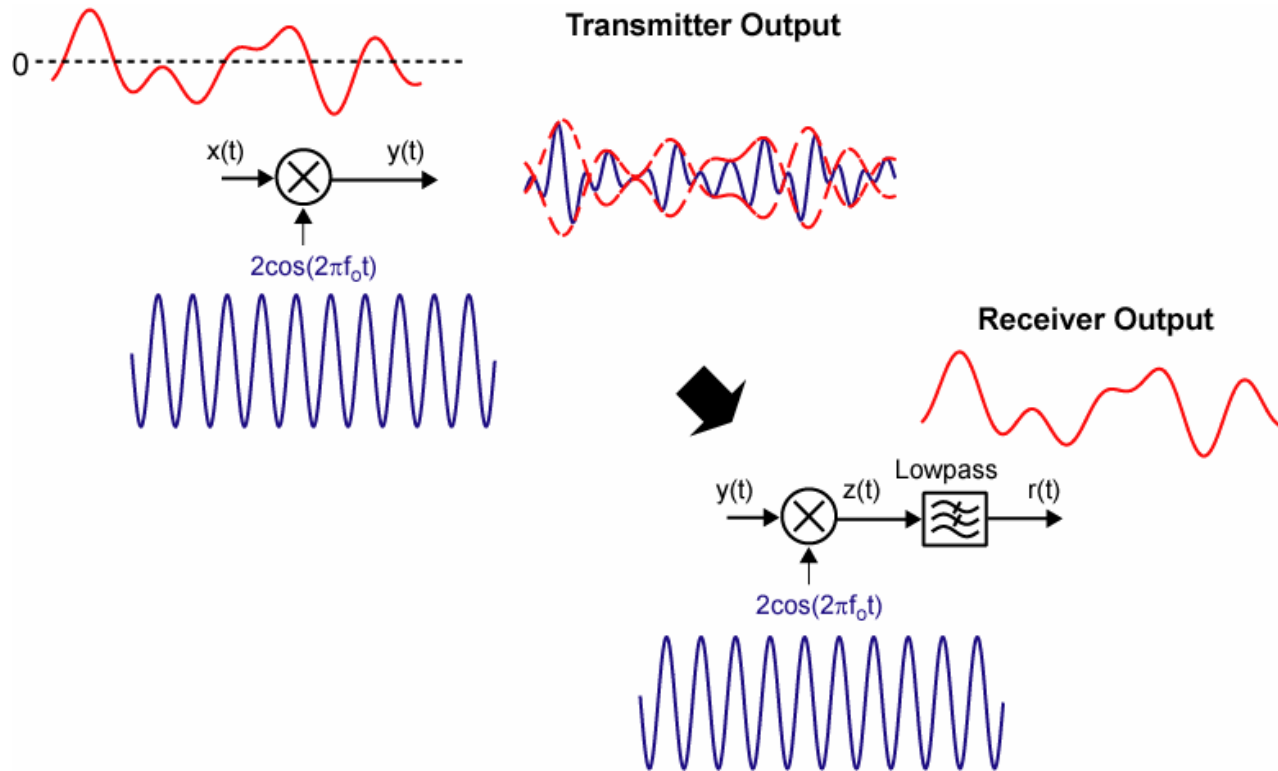 Transmitter Output
0
x(t)
y(t)
2cos(2πfₒt)
Receiver Output
Lowpass
y(t)
z(t)
r(t)
2cos(2πfₒt)